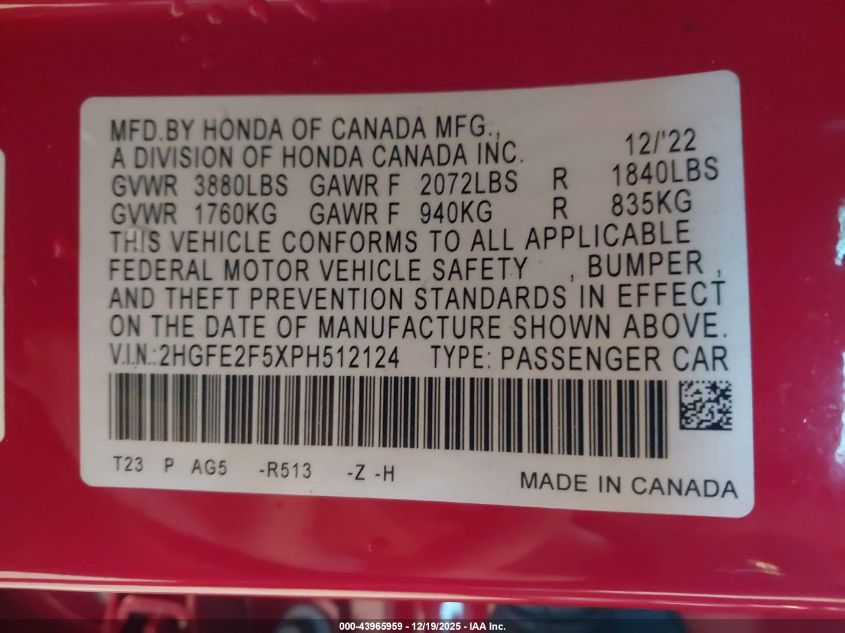 MFD.BY HONDA OF CANADA MFG.,
A DIVISION OF HONDA CANADA INC. 12/'22
GVWR 3880LBS GAWR F 2072LBS R 1840LBS
GVWR 1760KG GAWR F 940KG R 835KG
THIS VEHICLE CONFORMS TO ALL APPLICABLE
FEDERAL MOTOR VEHICLE SAFETY , BUMPER ,
AND THEFT PREVENTION STANDARDS IN EFFECT
ON THE DATE OF MANUFACTURE SHOWN ABOVE.
V.I.N.:2HGFE2F5XPH512124 TYPE: PASSENGER CAR
T23 P AG5 -R513 -Z -H MADE IN CANADA
000-43965959 - 12/19/2025 - IAA Inc.